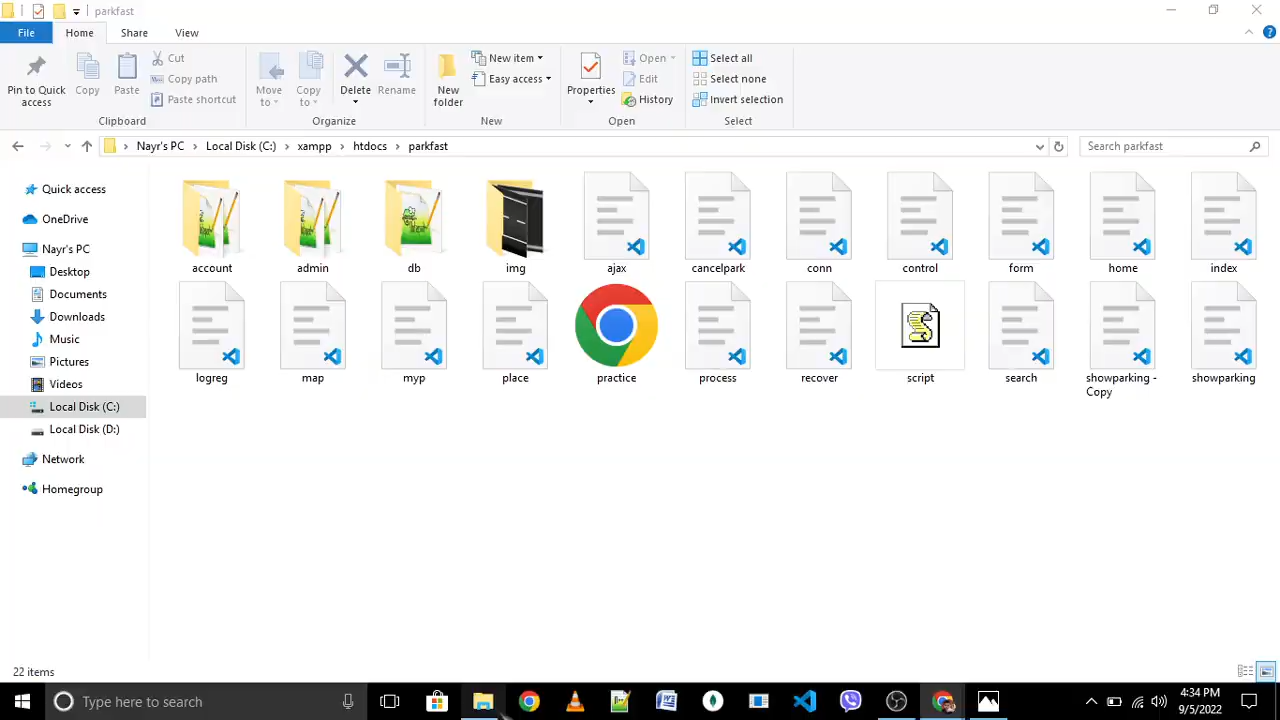 parkfast
File Home Share View
Pin to Quick access
Copy
Paste
Cut
Copy path
Paste shortcut
Clipboard
Move to
Copy to
Delete
Rename
Organize
New folder
New item
Easy access
New
Properties
Open
Edit
History
Open
Select all
Select none
Invert selection
Select
Nayr's PC Local Disk (C:) xampp htdocs parkfast
Search parkfast
Quick access
OneDrive
Nayr's PC
Desktop
Documents
Downloads
Music
Pictures
Videos
Local Disk (C:)
Local Disk (D:)
Network
Homegroup
account admin db img ajax cancelpark conn control form home index
logreg map myp place practice process recover script search showparking - Copy showparking
22 items
Type here to search
4:34 PM
9/5/2022